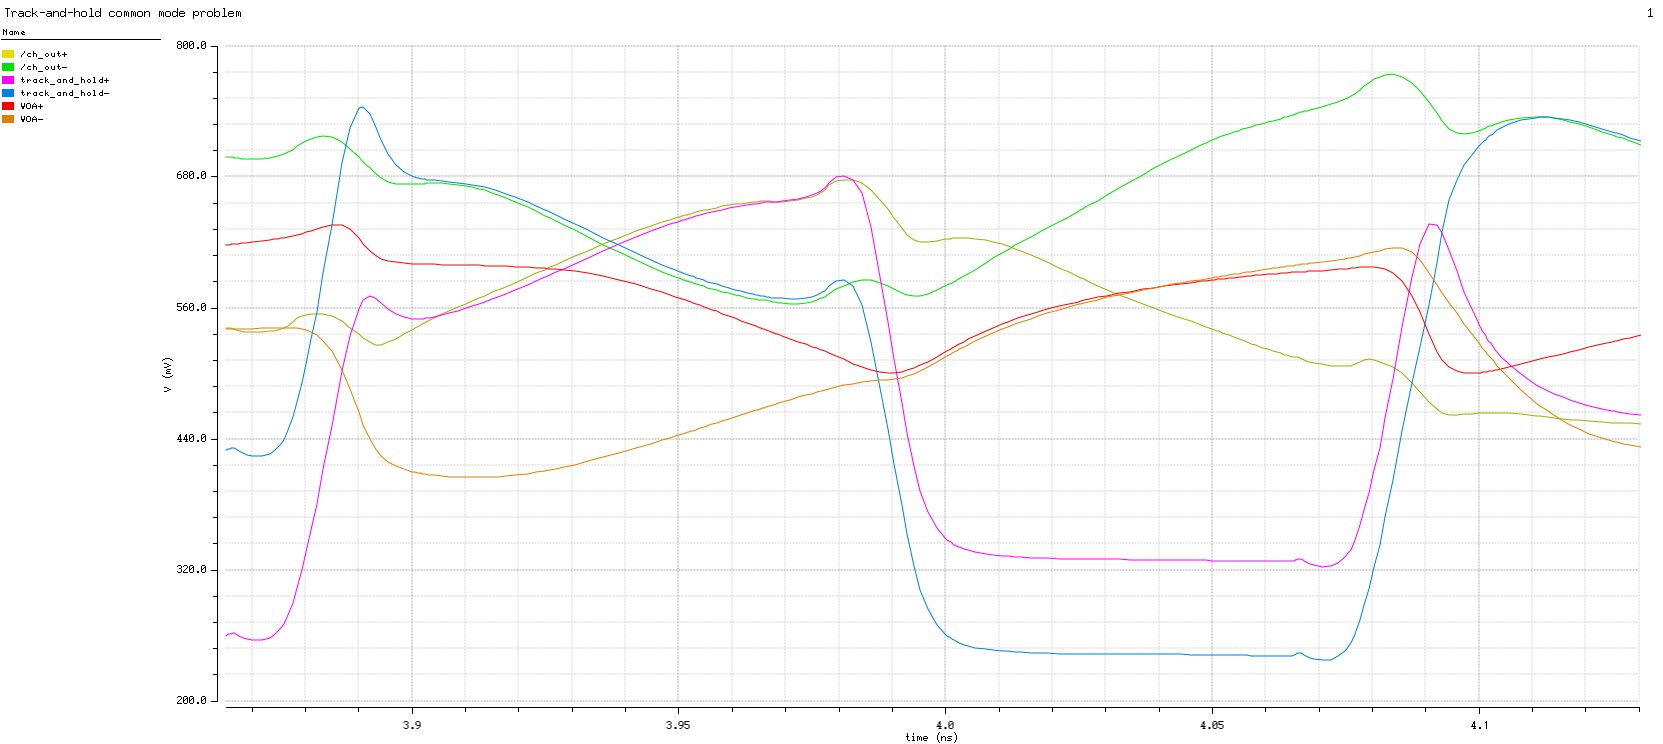 Track-and-hold common mode problem
1
Name
/ch_out+
/ch_out-
track_and_hold+
track_and_hold-
VOA+
VOA-
800.0
680.0
560.0
440.0
320.0
200.0
V (mV)
3.9
3.95
4.0
4.05
4.1
time (ns)